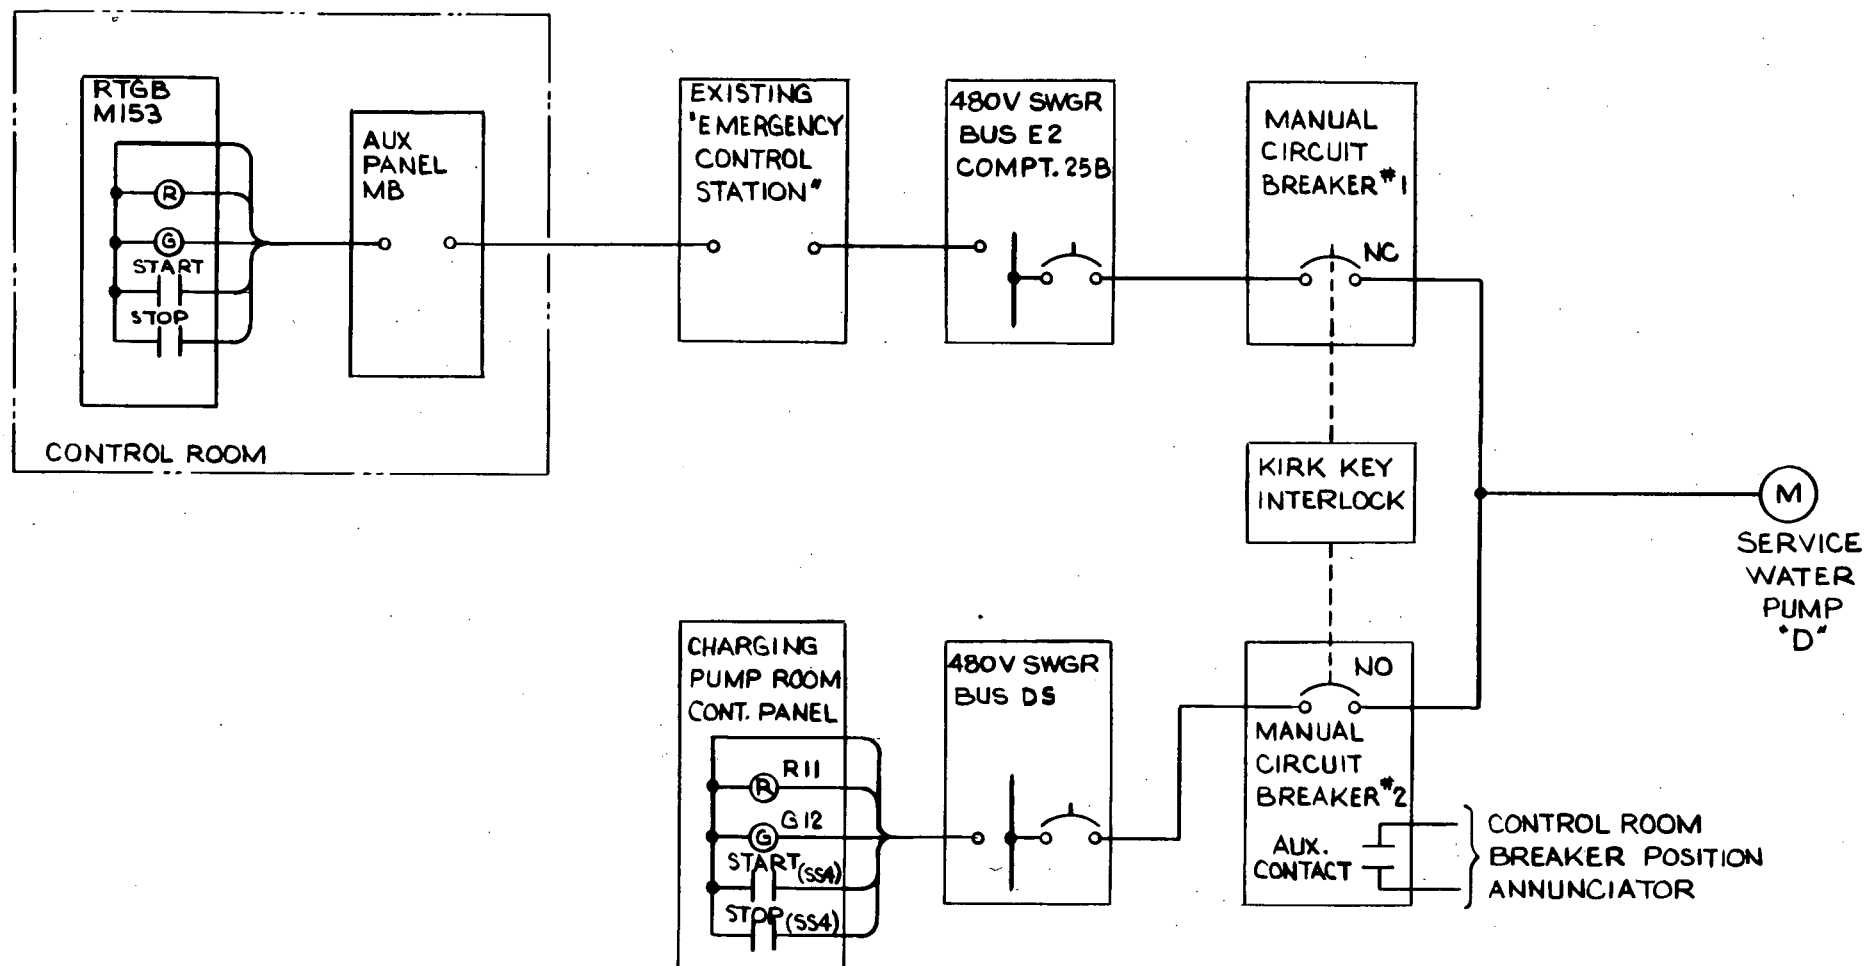 RTGB
M153
R
G
START
STOP
AUX
PANEL
MB
CONTROL ROOM
EXISTING
"EMERGENCY
CONTROL
STATION"
480V SWGR
BUS E2
COMPT. 25B
MANUAL
CIRCUIT
BREAKER #1
NC
KIRK KEY
INTERLOCK
M
SERVICE
WATER
PUMP
"D"
CHARGING
PUMP ROOM
CONT. PANEL
R R11
G G12
START (SS4)
STOP (SS4)
480V SWGR
BUS DS
NO
MANUAL
CIRCUIT
BREAKER #2
AUX.
CONTACT
CONTROL ROOM
BREAKER POSITION
ANNUNCIATOR